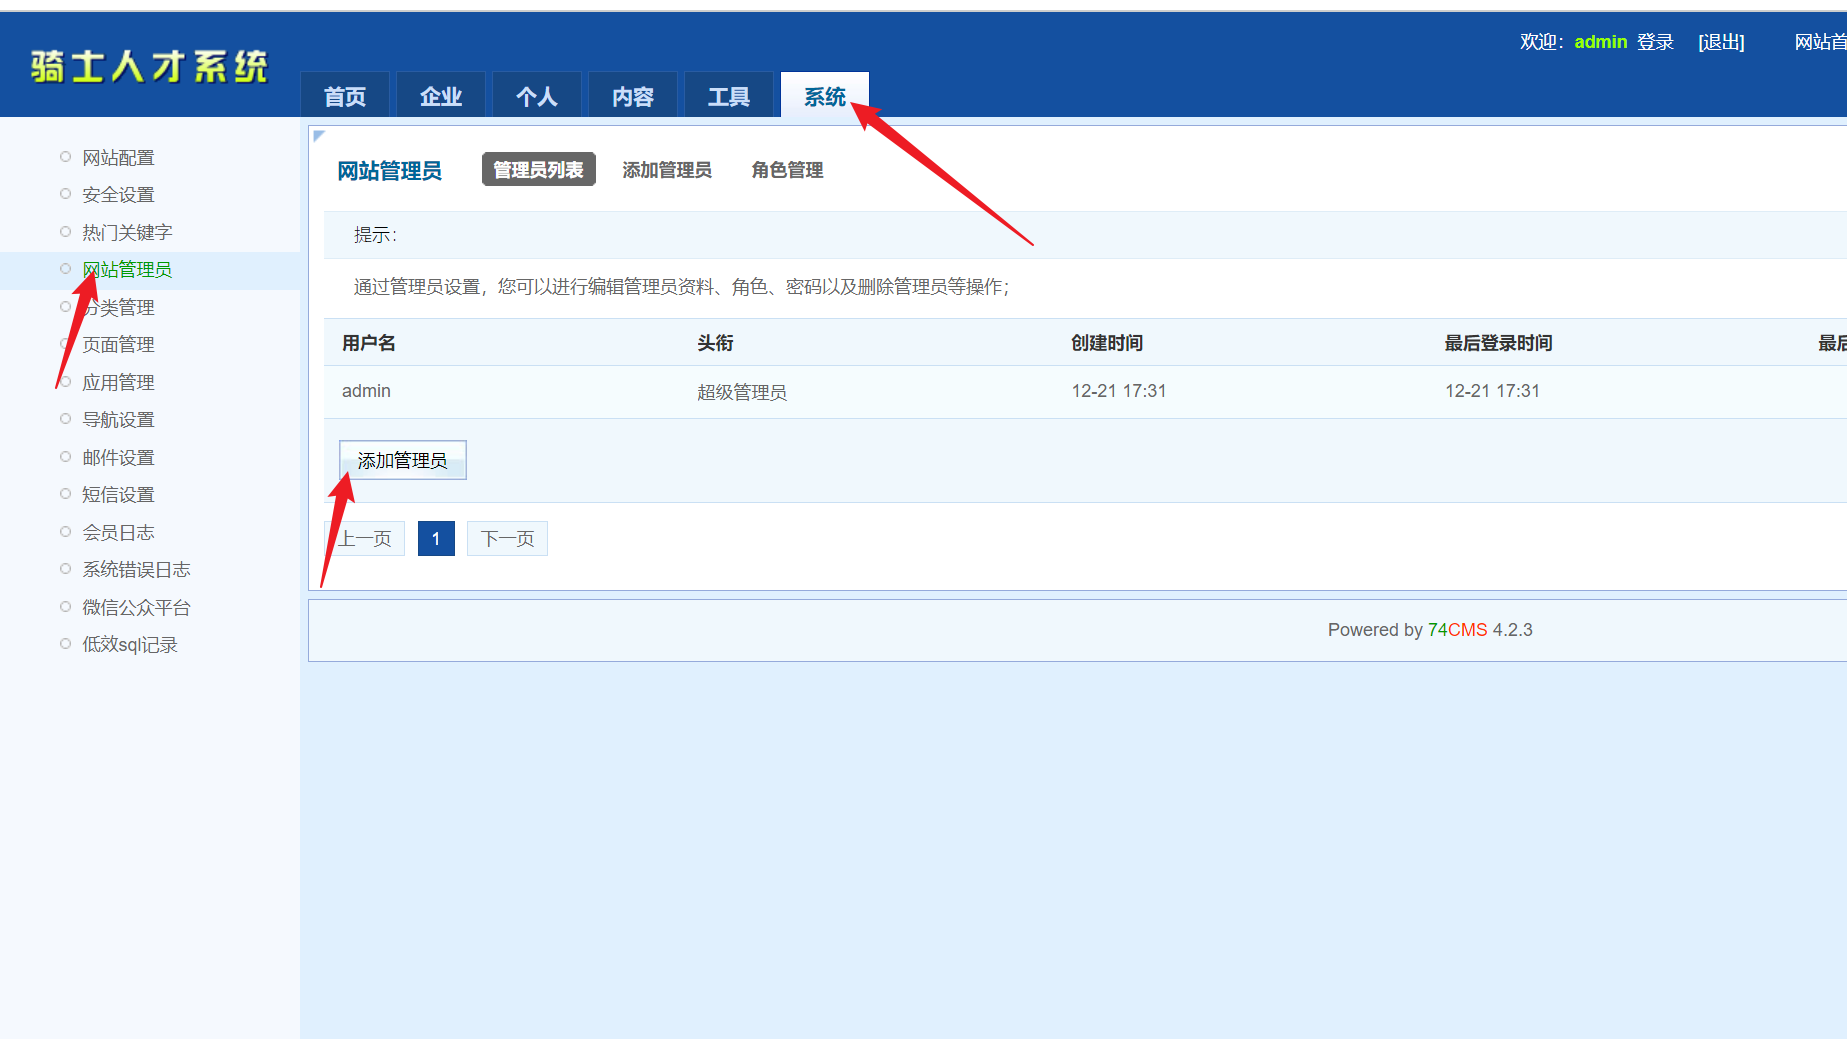 欢迎：admin 登录 [退出] 网站首
骑士人才系统
首页 企业 个人 内容 工具 系统
网站配置
安全设置
热门关键字
网站管理员
分类管理
页面管理
应用管理
导航设置
邮件设置
短信设置
会员日志
系统错误日志
微信公众平台
低效sql记录
网站管理员 管理员列表 添加管理员 角色管理
提示：
通过管理员设置，您可以进行编辑管理员资料、角色、密码以及删除管理员等操作；
用户名 头衔 创建时间 最后登录时间 最后
admin 超级管理员 12-21 17:31 12-21 17:31
添加管理员
上一页 1 下一页
Powered by 74CMS 4.2.3